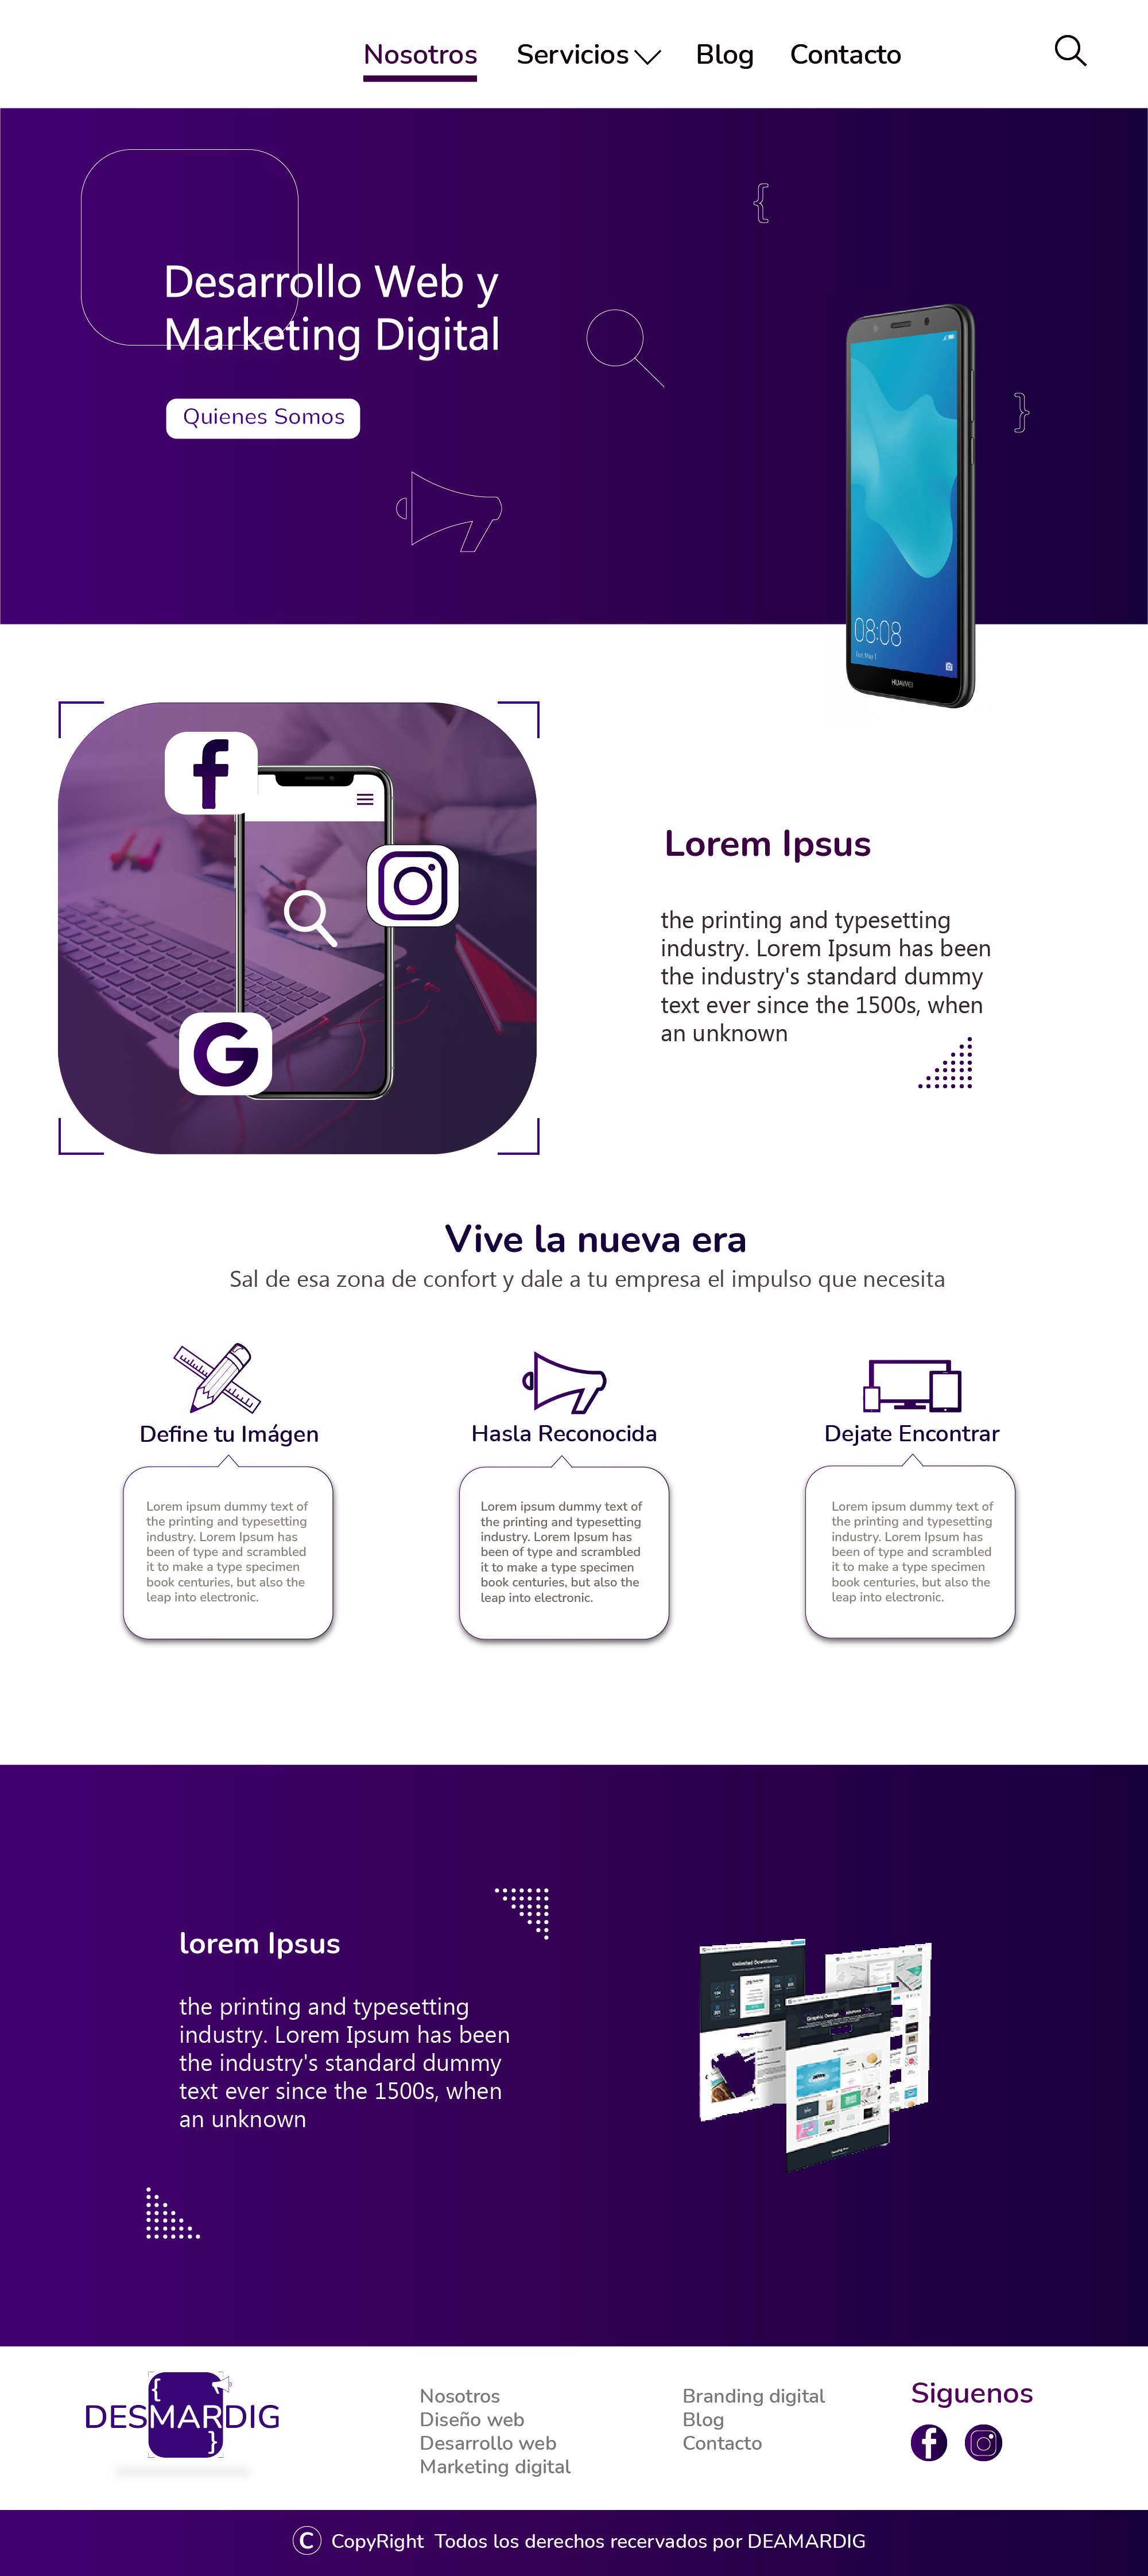 Nosotros Servicios Blog Contacto
Desarrollo Web y
Marketing Digital
Quienes Somos
08:08
Tue, May 1
HUAWEI
Lorem Ipsus
the printing and typesetting
industry. Lorem Ipsum has been
the industry's standard dummy
text ever since the 1500s, when
an unknown
Vive la nueva era
Sal de esa zona de confort y dale a tu empresa el impulso que necesita
Define tu Imágen
Lorem ipsum dummy text of
the printing and typesetting
industry. Lorem Ipsum has
been of type and scrambled
it to make a type specimen
book centuries, but also the
leap into electronic.
Hasla Reconocida
Lorem ipsum dummy text of
the printing and typesetting
industry. Lorem Ipsum has
been of type and scrambled
it to make a type specimen
book centuries, but also the
leap into electronic.
Dejate Encontrar
Lorem ipsum dummy text of
the printing and typesetting
industry. Lorem Ipsum has
been of type and scrambled
it to make a type specimen
book centuries, but also the
leap into electronic.
lorem Ipsus
the printing and typesetting
industry. Lorem Ipsum has been
the industry's standard dummy
text ever since the 1500s, when
an unknown
Unlimited Downloads
Graphic Design
{
DESMARDIG
}
Nosotros
Diseño web
Desarrollo web
Marketing digital
Branding digital
Blog
Contacto
Siguenos
© CopyRight Todos los derechos recervados por DEAMARDIG